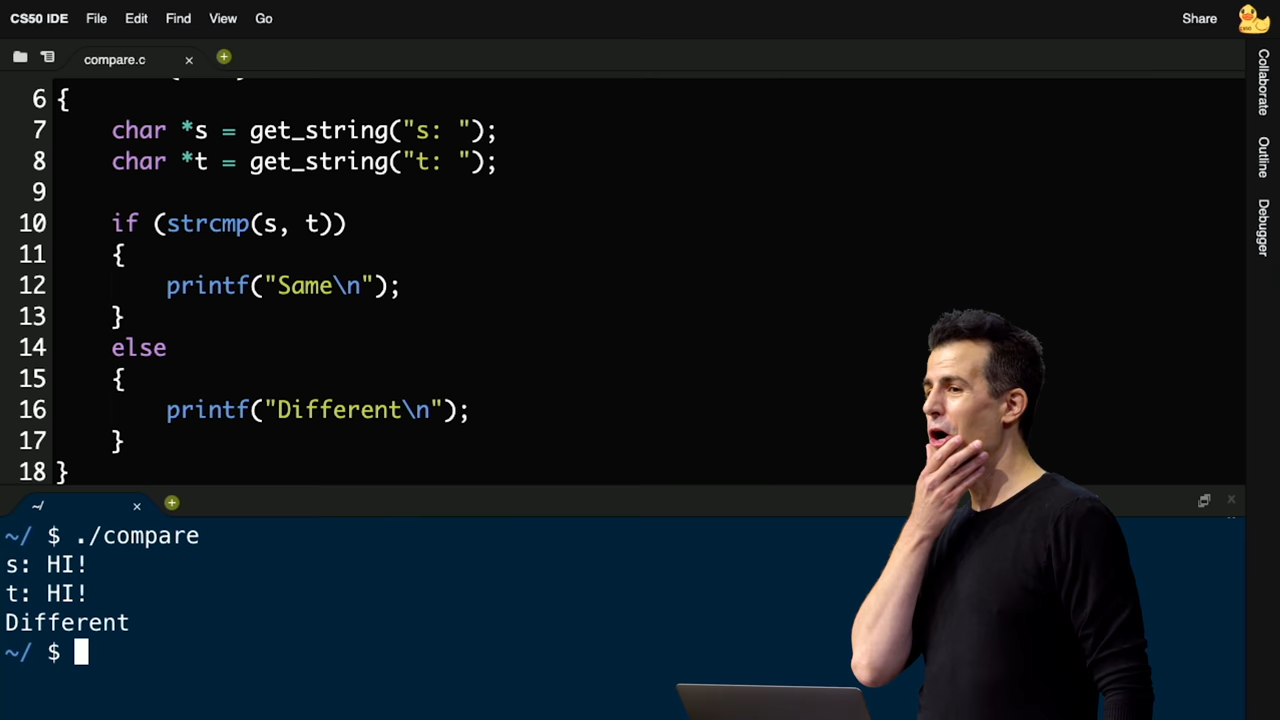 CS50 IDE File Edit Find View Go Share
compare.c
Collaborate
Outline
Debugger
6 {
7 char *s = get_string("s: ");
8 char *t = get_string("t: ");
9
10 if (strcmp(s, t))
11 {
12 printf("Same\n");
13 }
14 else
15 {
16 printf("Different\n");
17 }
18 }
~/ $ ./compare
s: HI!
t: HI!
Different
~/ $